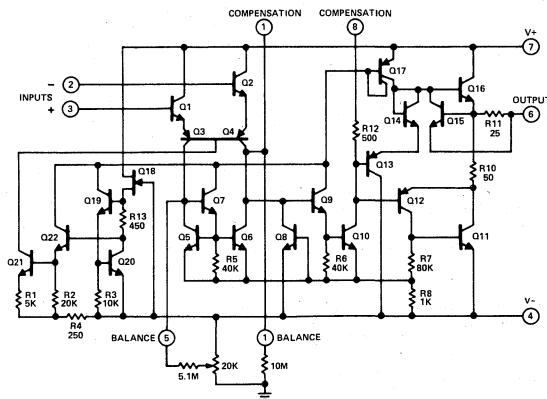 COMPENSATION COMPENSATION
1 8
V+
7
Q17
Q2
Q16
2
INPUTS
+ 3
Q1
Q14 Q15
R11
25
OUTPUT
6
R12
500
Q3 Q4
Q13
R10
50
Q18
Q19
Q7 Q9 Q12
R13
450
Q22
Q5 Q6 Q8 Q10 Q11
Q20
Q21
R5
40K
R6
40K
R7
80K
R1
5K
R2
20K
R3
10K
R8
1K
R4
250
V−
4
BALANCE 5 1 BALANCE
20K 10M
5.1M